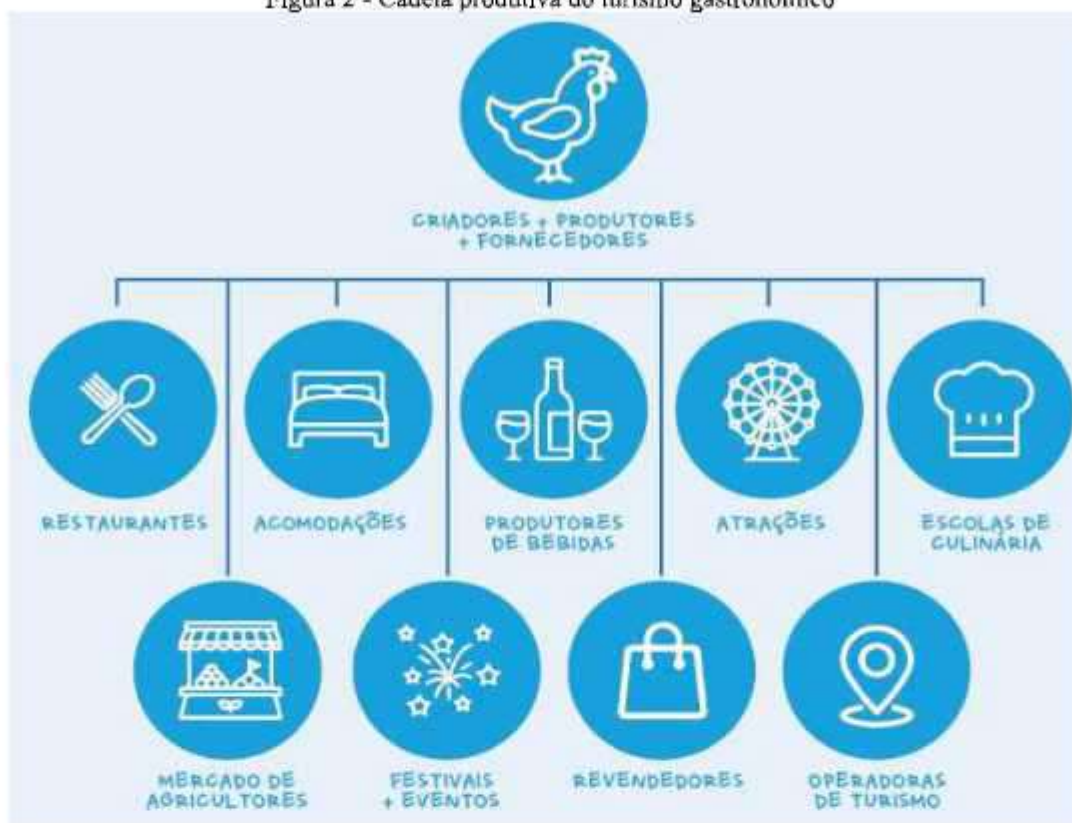 Figura 2 - Cadeia produtiva do turismo gastronômico
CRIADORES + PRODUTORES
+ FORNECEDORES
RESTAURANTES
ACOMODAÇÕES
PRODUTORES
DE BEBIDAS
ATRAÇÕES
ESCOLAS DE
CULINÁRIA
MERCADO DE
AGRICULTORES
FESTIVAIS
+ EVENTOS
REVENDEDORES
OPERADORAS
DE TURISMO